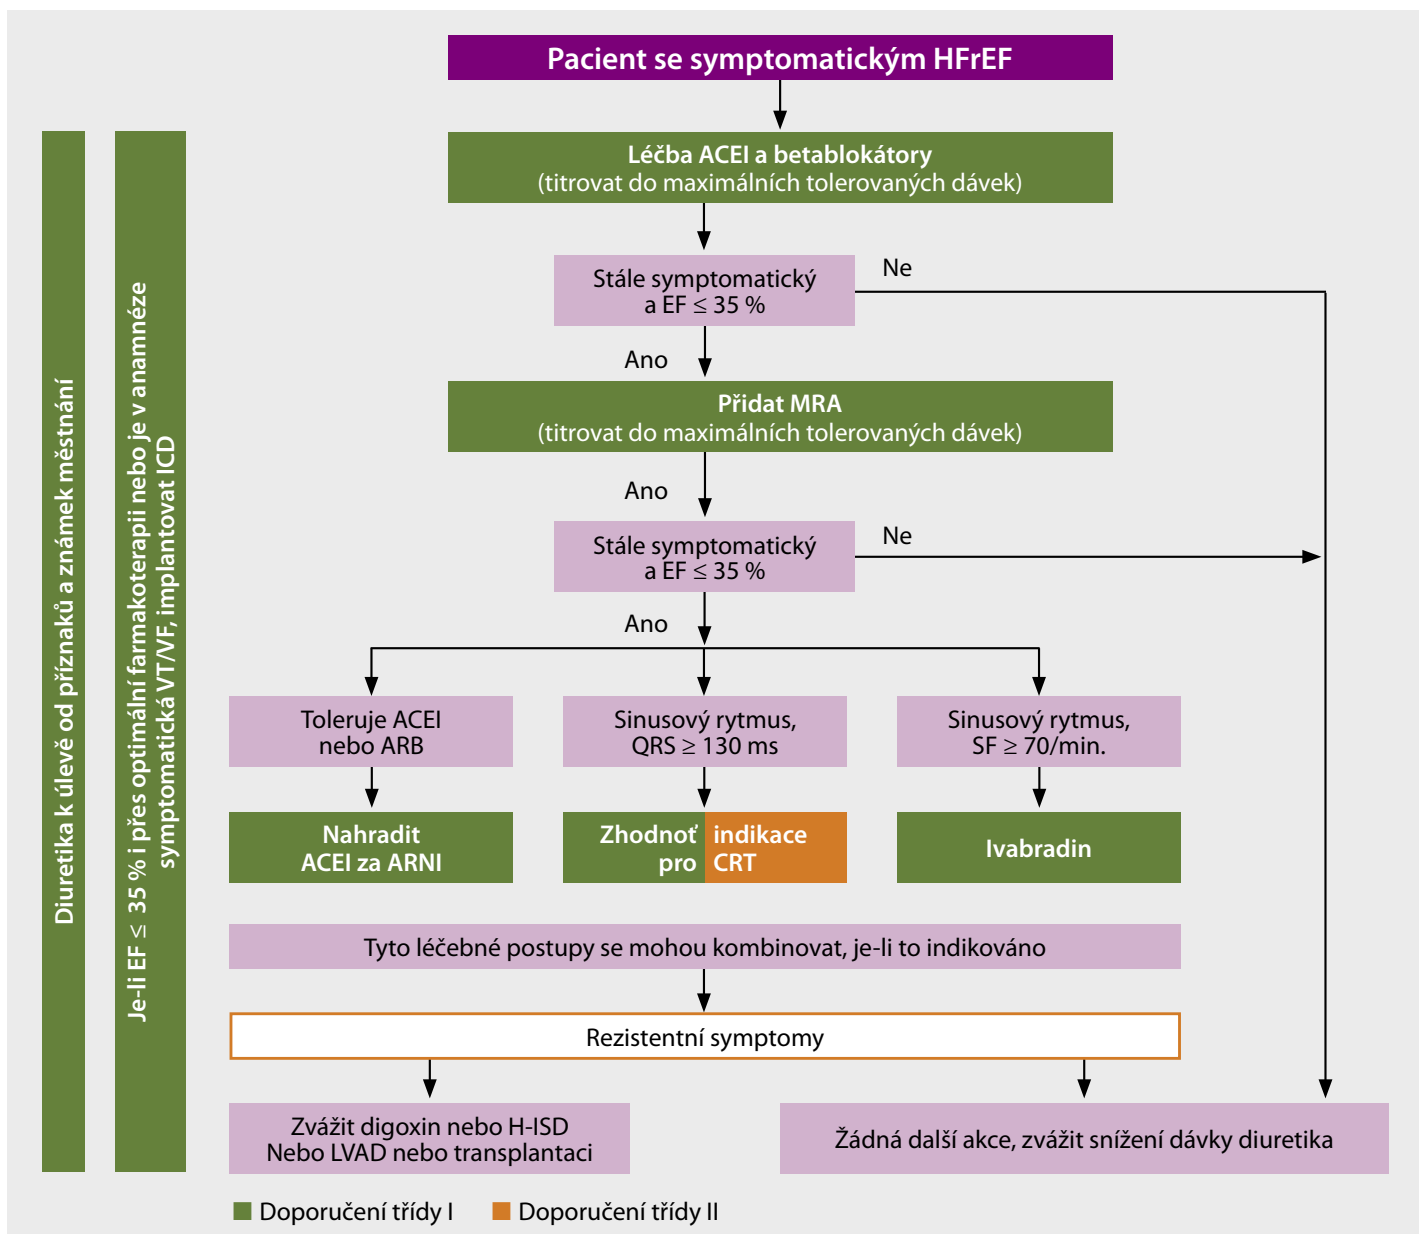 Pacient se symptomatickým HFrEF
Léčba ACEI a betablokátory
(titrovat do maximálních tolerovaných dávek)
Stále symptomatický
a EF ≤ 35 %
Ne
Ano
Přidat MRA
(titrovat do maximálních tolerovaných dávek)
Ano
Stále symptomatický
a EF ≤ 35 %
Ne
Ano
Toleruje ACEI
nebo ARB
Sinusový rytmus,
QRS ≥ 130 ms
Sinusový rytmus,
SF ≥ 70/min.
Nahradit
ACEI za ARNI
Zhodnoť indikace
pro CRT
Ivabradin
Tyto léčebné postupy se mohou kombinovat, je-li to indikováno
Rezistentní symptomy
Zvážit digoxin nebo H-ISD
Nebo LVAD nebo transplantaci
Žádná další akce, zvážit snížení dávky diuretika
Diuretika k úlevě od příznaků a známek městnání
Je-li EF ≤ 35 % i přes optimální farmakoterapii nebo je v anamnéze
symptomatická VT/VF, implantovat ICD
Doporučení třídy I
Doporučení třídy II